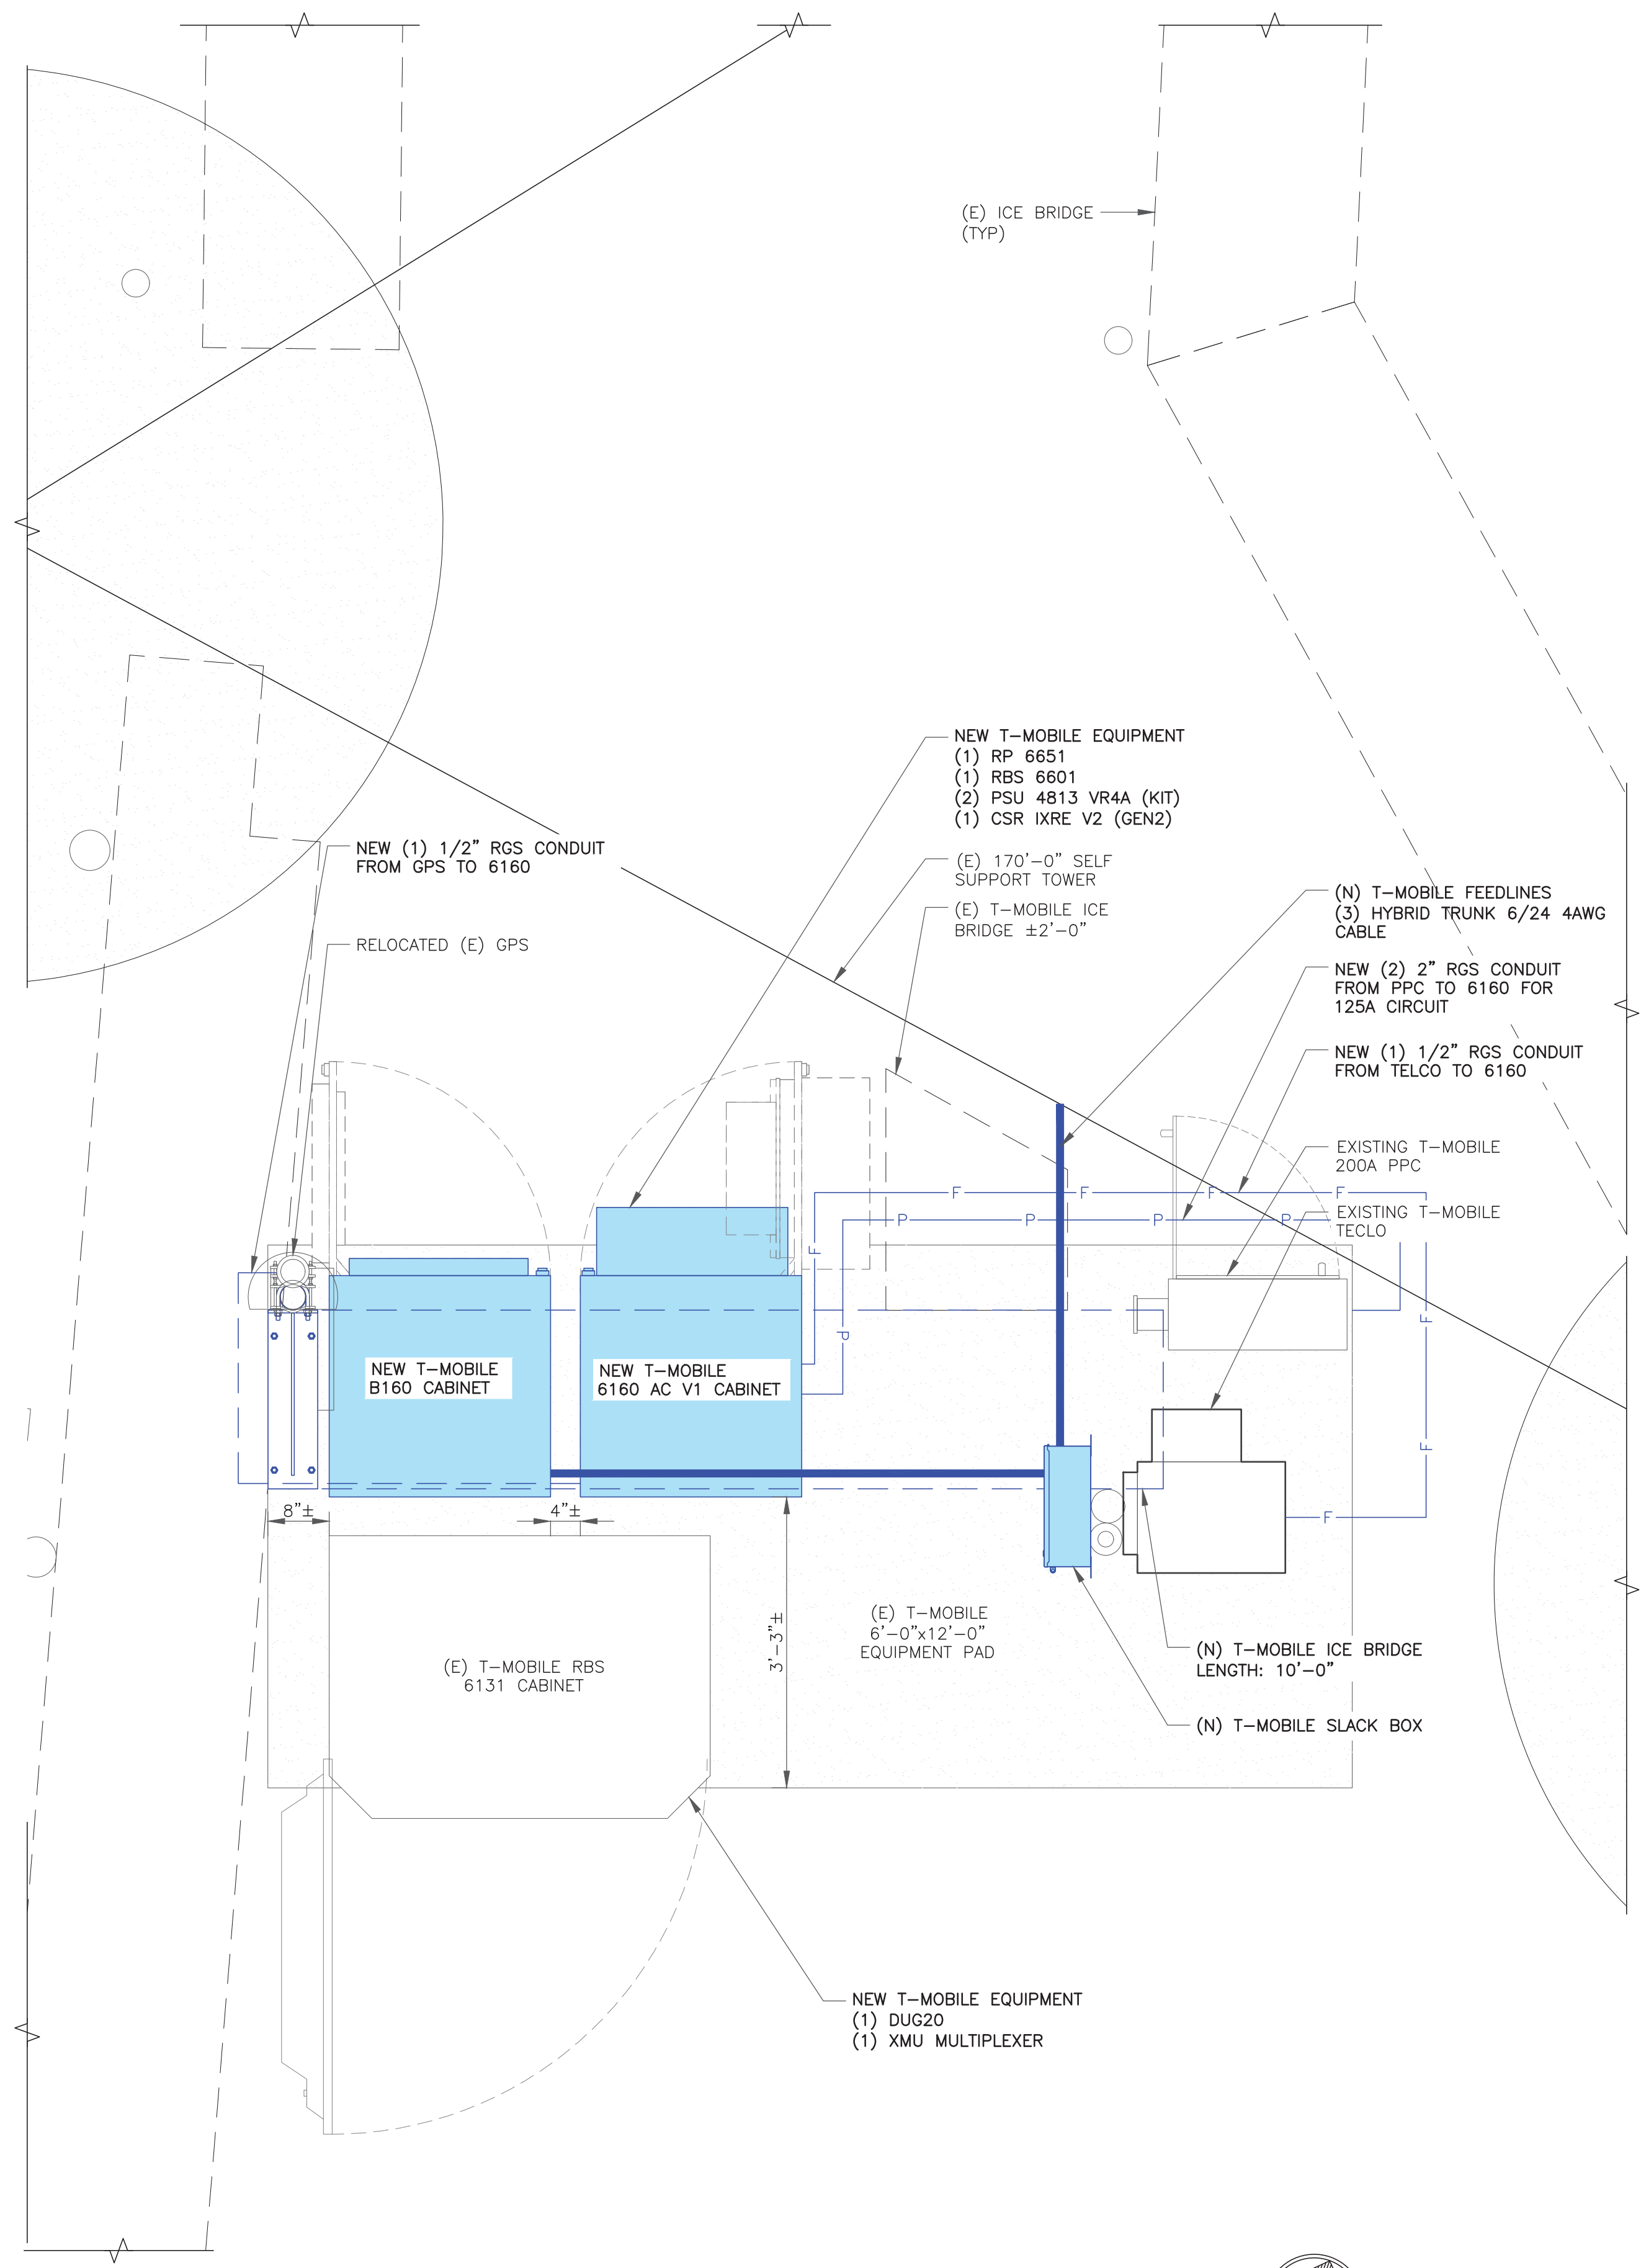 (E) ICE BRIDGE
(TYP)
NEW T-MOBILE EQUIPMENT
(1) RP 6651
(1) RBS 6601
(2) PSU 4813 VR4A (KIT)
(1) CSR IXRE V2 (GEN2)
NEW (1) 1/2" RGS CONDUIT
FROM GPS TO 6160
(E) 170'-0" SELF
SUPPORT TOWER
(N) T-MOBILE FEEDLINES
(3) HYBRID TRUNK 6/24 4AWG
CABLE
(E) T-MOBILE ICE
BRIDGE ±2'-0"
RELOCATED (E) GPS
NEW (2) 2" RGS CONDUIT
FROM PPC TO 6160 FOR
125A CIRCUIT
NEW (1) 1/2" RGS CONDUIT
FROM TELCO TO 6160
EXISTING T-MOBILE
200A PPC
F F F F
EXISTING T-MOBILE
TECLO
P P P P
F
F
P
NEW T-MOBILE
B160 CABINET
NEW T-MOBILE
6160 AC V1 CABINET
F
F
8"±
4"±
3'-3"±
(E) T-MOBILE
6'-0"x12'-0"
EQUIPMENT PAD
(E) T-MOBILE RBS
6131 CABINET
(N) T-MOBILE ICE BRIDGE
LENGTH: 10'-0"
(N) T-MOBILE SLACK BOX
NEW T-MOBILE EQUIPMENT
(1) DUG20
(1) XMU MULTIPLEXER